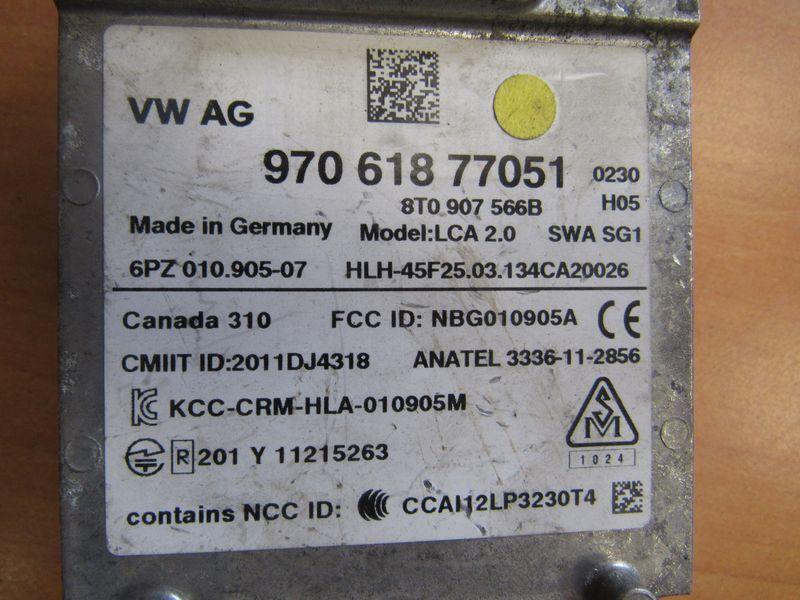 VW AG
970 618 77051 0230
8T0 907 566B H05
Made in Germany Model:LCA 2.0 SWA SG1
6PZ 010.905-07 HLH-45F25.03.134CA20026
Canada 310 FCC ID: NBG010905A CE
CMIIT ID:2011DJ4318 ANATEL 3336-11-2856
KCC-CRM-HLA-010905M
SM
1024
R 201 Y 11215263
contains NCC ID: CCAI12LP3230T4